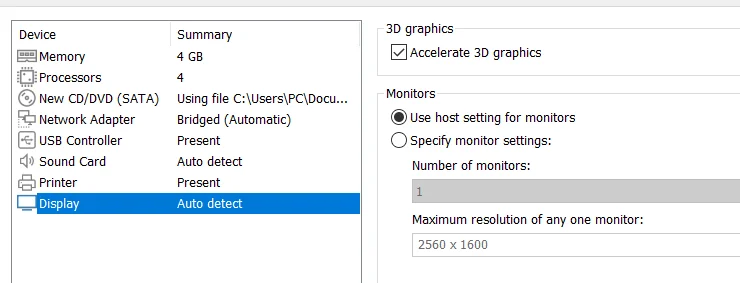 Device Summary
Memory 4 GB
Processors 4
New CD/DVD (SATA) Using file C:\Users\PC\Docu...
Network Adapter Bridged (Automatic)
USB Controller Present
Sound Card Auto detect
Printer Present
Display Auto detect
3D graphics
Accelerate 3D graphics
Monitors
Use host setting for monitors
Specify monitor settings:
Number of monitors:
1
Maximum resolution of any one monitor:
2560 x 1600